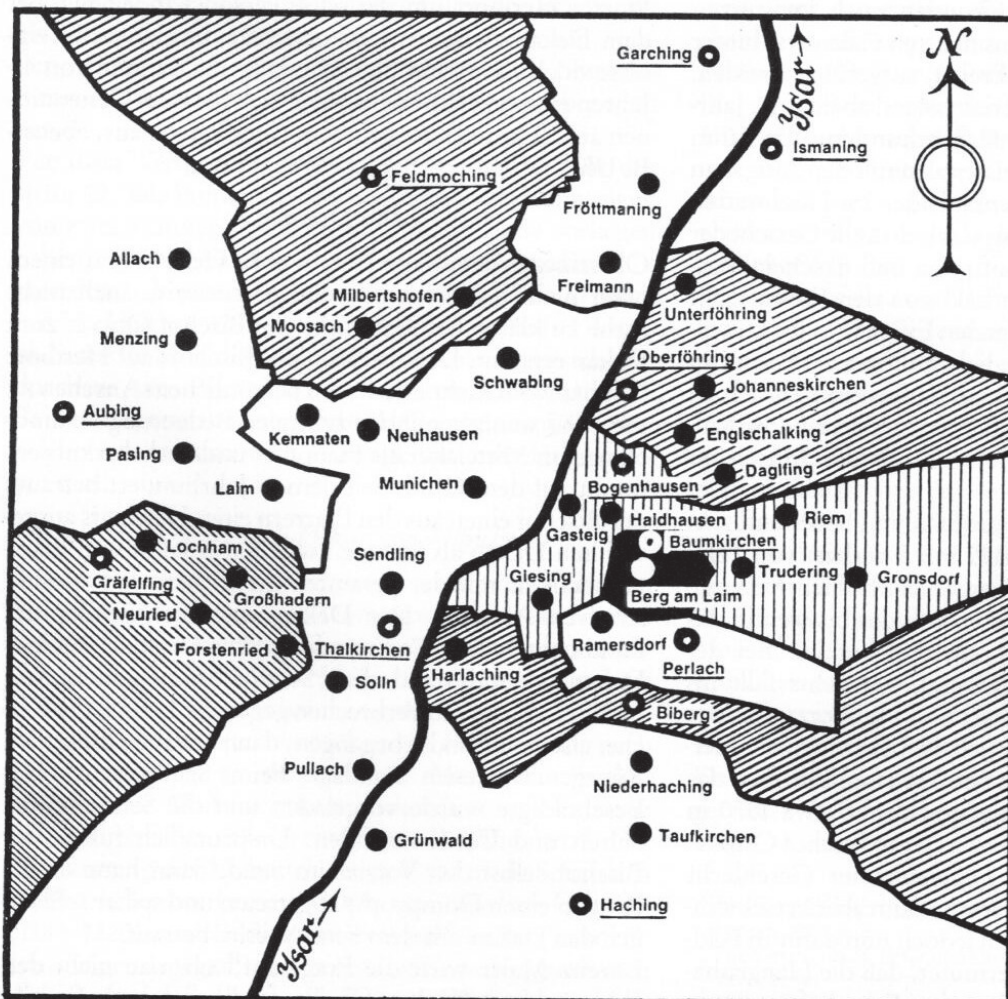 Garching
Ysar
N
Ismaning
Feldmoching
Fröttmaning
Allach
Freimann
Milbertshofen
Unterföhring
Moosach
Menzing
Oberföhring
Schwabing
Johanneskirchen
Aubing
Kemnaten
Neuhausen
Englschalking
Pasing
Daglfing
Laim
Munichen
Bogenhausen
Haidhausen
Riem
Gasteig
Lochham
Sendling
Baumkirchen
Gräfelfing
Giesing
Trudering
Gronsdorf
Großhadern
Berg am Laim
Neuried
Forstenried
Thalkirchen
Ramersdorf
Harlaching
Perlach
Solln
Biberg
Pullach
Niederhaching
Grünwald
Taufkirchen
Haching
Ysar